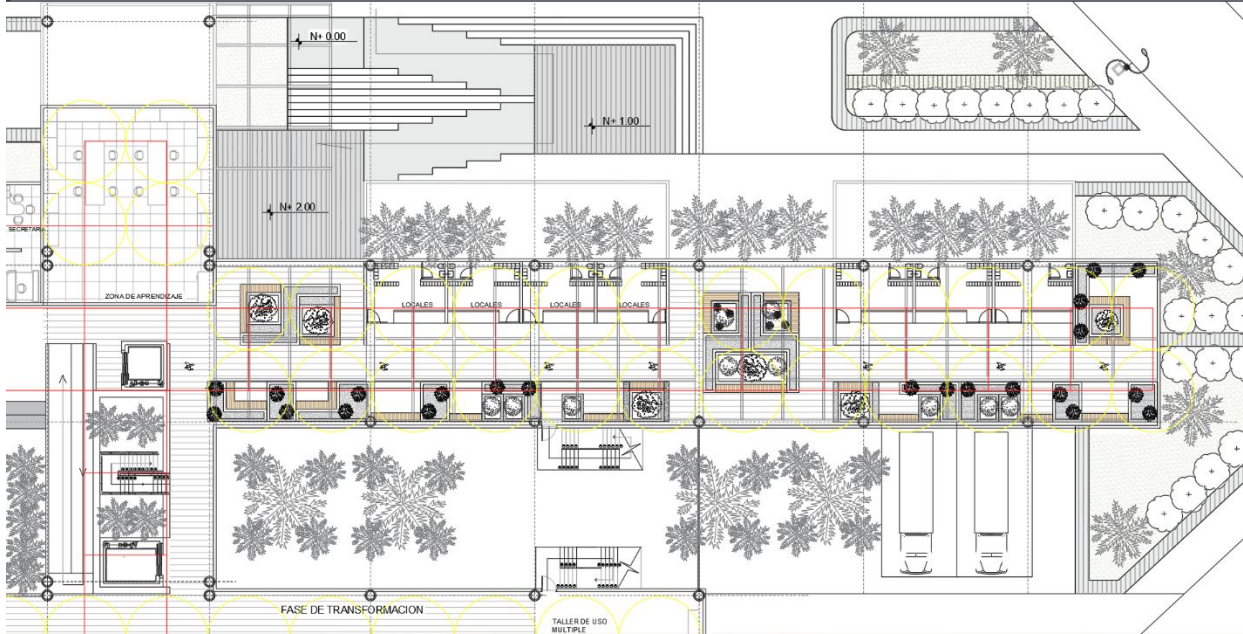 N+ 0.00
N+ 1.00
N+ 2.00
SECRETARIA
ZONA DE APRENDIZAJE
LOCALES
LOCALES
LOCALES
LOCALES
FASE DE TRANSFORMACION
TALLER DE USO
MULTIPLE